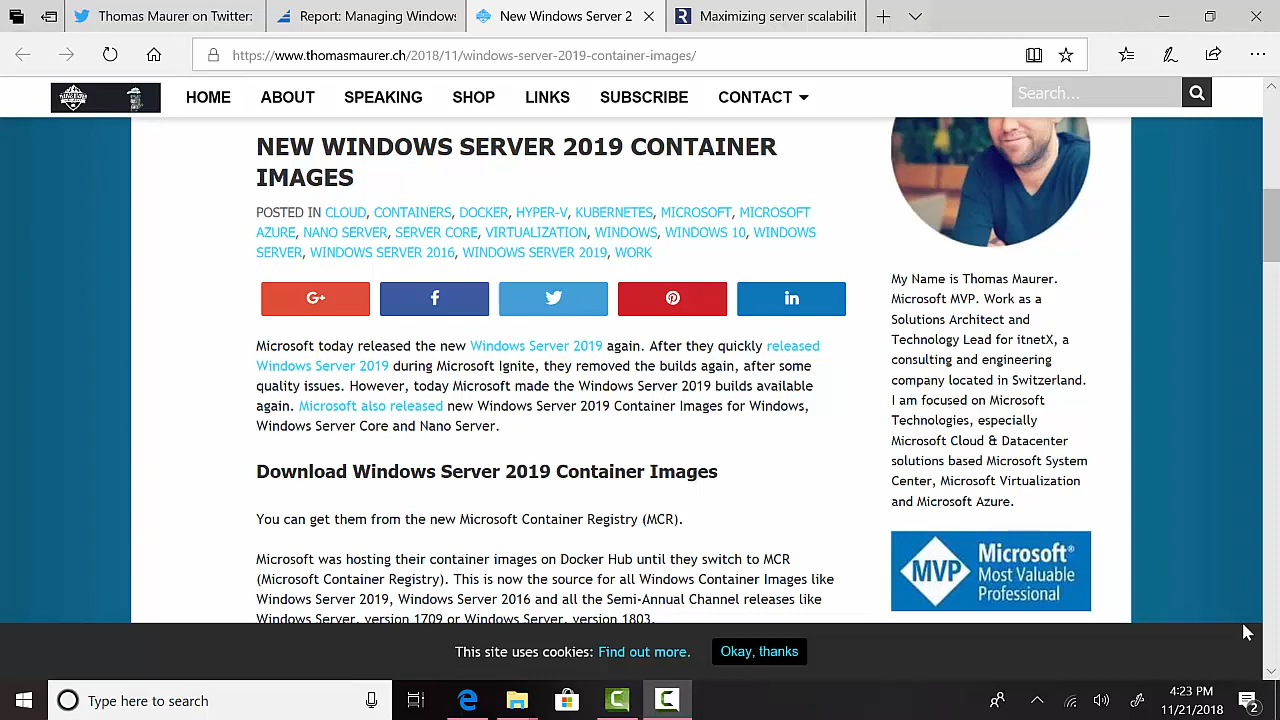 Thomas Maurer on Twitter:
Report: Managing Windows
New Windows Server 2
Maximizing server scalabilit
https://www.thomasmaurer.ch/2018/11/windows-server-2019-container-images/
HOME ABOUT SPEAKING SHOP LINKS SUBSCRIBE CONTACT
Search...
NEW WINDOWS SERVER 2019 CONTAINER
IMAGES
POSTED IN CLOUD, CONTAINERS, DOCKER, HYPER-V, KUBERNETES, MICROSOFT, MICROSOFT
AZURE, NANO SERVER, SERVER CORE, VIRTUALIZATION, WINDOWS, WINDOWS 10, WINDOWS
SERVER, WINDOWS SERVER 2016, WINDOWS SERVER 2019, WORK
Microsoft today released the new Windows Server 2019 again. After they quickly released
Windows Server 2019 during Microsoft Ignite, they removed the builds again, after some
quality issues. However, today Microsoft made the Windows Server 2019 builds available
again. Microsoft also released new Windows Server 2019 Container Images for Windows,
Windows Server Core and Nano Server.
Download Windows Server 2019 Container Images
You can get them from the new Microsoft Container Registry (MCR).
Microsoft was hosting their container images on Docker Hub until they switch to MCR
(Microsoft Container Registry). This is now the source for all Windows Container Images like
Windows Server 2019, Windows Server 2016 and all the Semi-Annual Channel releases like
Windows Server, version 1709 or Windows Server, version 1803.
My Name is Thomas Maurer.
Microsoft MVP. Work as a
Solutions Architect and
Technology Lead for itnetX, a
consulting and engineering
company located in Switzerland.
I am focused on Microsoft
Technologies, especially
Microsoft Cloud & Datacenter
solutions based Microsoft System
Center, Microsoft Virtualization
and Microsoft Azure.
MVP
Microsoft®
Most Valuable
Professional
This site uses cookies: Find out more.
Okay, thanks
Type here to search
4:23 PM
11/21/2018
2